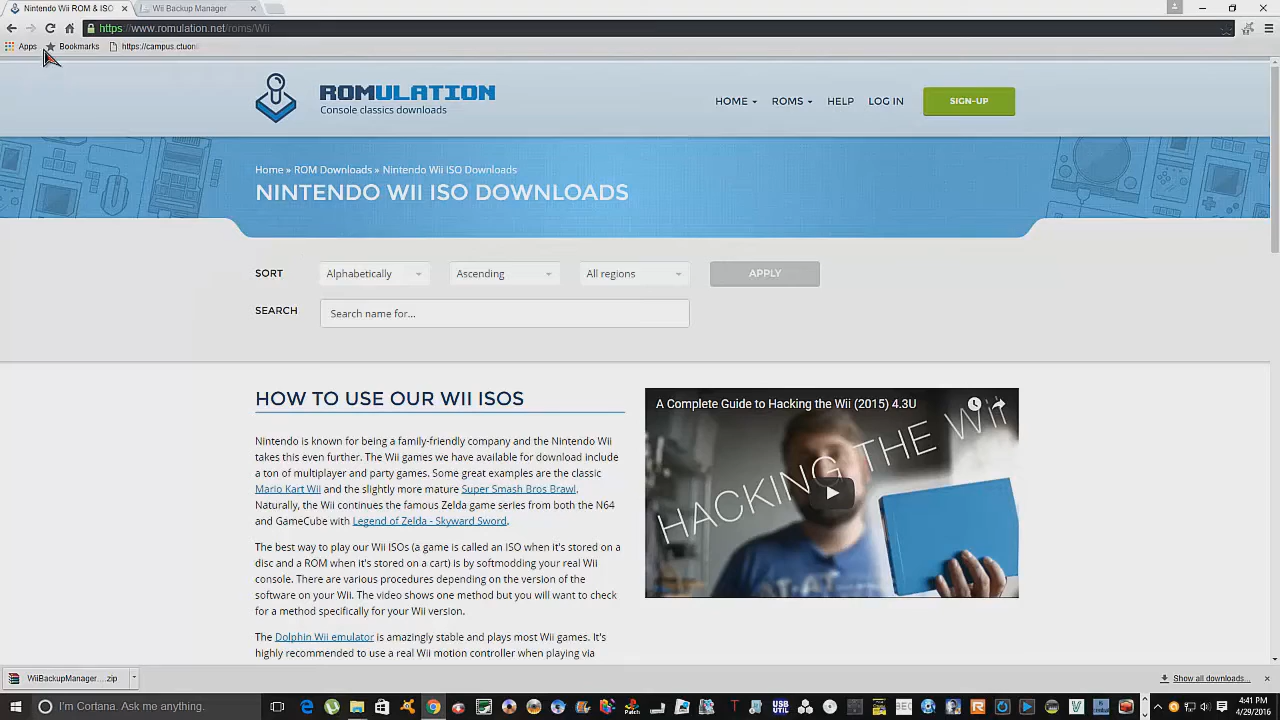 Nintendo Wii ROM & ISO
Wii Backup Manager
https://www.romulation.net/roms/Wii
Apps
Bookmarks
https://campus.ctuon
ROMULATION
Console classics downloads
HOME
ROMS
HELP
LOG IN
SIGN-UP
Home » ROM Downloads » Nintendo Wii ISO Downloads
NINTENDO WII ISO DOWNLOADS
SORT
Alphabetically
Ascending
All regions
APPLY
SEARCH
Search name for...
HOW TO USE OUR WII ISOS
Nintendo is known for being a family-friendly company and the Nintendo Wii
takes this even further. The Wii games we have available for download include
a ton of multiplayer and party games. Some great examples are the classic
Mario Kart Wii and the slightly more mature Super Smash Bros Brawl.
Naturally, the Wii continues the famous Zelda game series from both the N64
and GameCube with Legend of Zelda - Skyward Sword.
The best way to play our Wii ISOs (a game is called an ISO when it's stored on a
disc and a ROM when it's stored on a cart) is by softmodding your real Wii
console. There are various procedures depending on the version of the
software on your Wii. The video shows one method but you will want to check
for a method specifically for your Wii version.
The Dolphin Wii emulator is amazingly stable and plays most Wii games. It's
highly recommended to use a real Wii motion controller when playing via
A Complete Guide to Hacking the Wii (2015) 4.3U
HACKING THE Wii
WiiBackupManager....zip
Show all downloads...
I'm Cortana. Ask me anything.
Patch
USB
UTIL
4:41 PM
4/29/2016